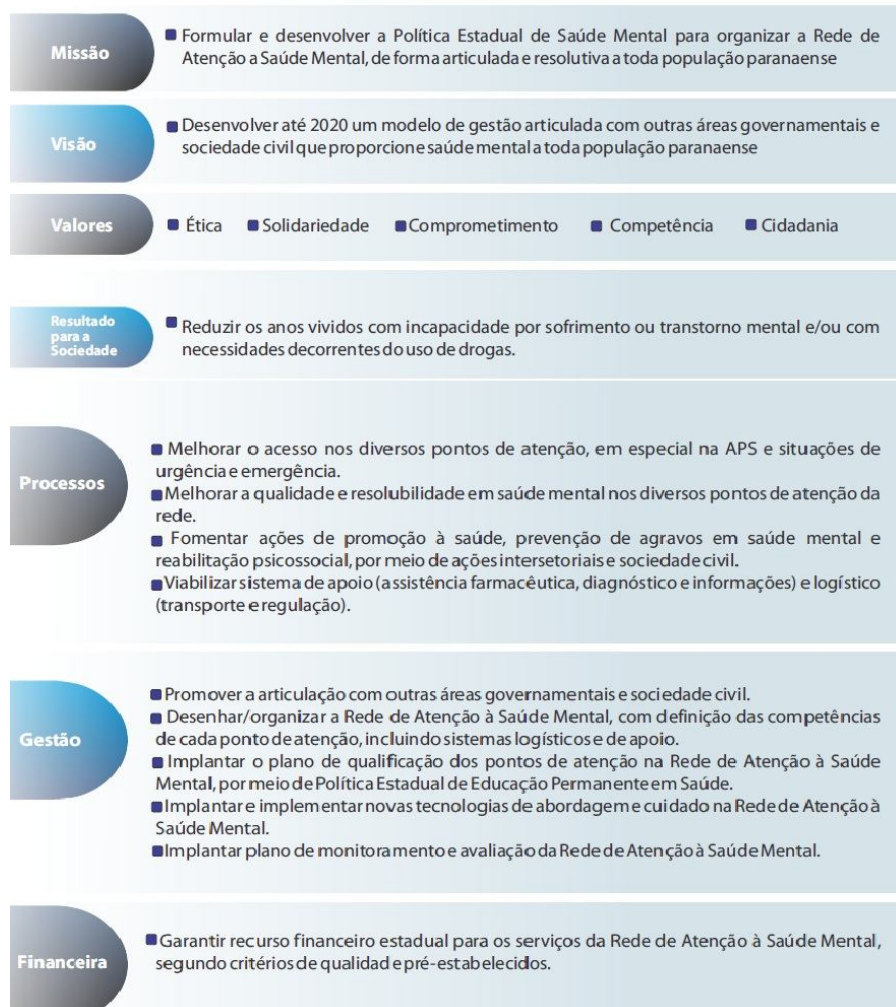 Missão
■ Formular e desenvolver a Política Estadual de Saúde Mental para organizar a Rede de
Atenção a Saúde Mental, de forma articulada e resolutiva a toda população paranaense
Visão
■ Desenvolver até 2020 um modelo de gestão articulada com outras áreas governamentais e
sociedade civil que proporcione saúde mental a toda população paranaense
Valores
■ Ética ■ Solidariedade ■ Comprometimento ■ Competência ■ Cidadania
Resultado
para a
Sociedade
■ Reduzir os anos vividos com incapacidade por sofrimento ou transtorno mental e/ou com
necessidades decorrentes do uso de drogas.
Processos
■ Melhorar o acesso nos diversos pontos de atenção, em especial na APS e situações de
urgência e emergência.
■ Melhorar a qualidade e resolubilidade em saúde mental nos diversos pontos de atenção da
rede.
■ Fomentar ações de promoção à saúde, prevenção de agravos em saúde mental e
reabilitação psicossocial, por meio de ações intersetoriais e sociedade civil.
■ Viabilizar sistema de apoio (assistência farmacêutica, diagnóstico e informações) e logístico
(transporte e regulação).
Gestão
■ Promover a articulação com outras áreas governamentais e sociedade civil.
■ Desenhar/organizar a Rede de Atenção à Saúde Mental, com definição das competências
de cada ponto de atenção, incluindo sistemas logísticos e de apoio.
■ Implantar o plano de qualificação dos pontos de atenção na Rede de Atenção à Saúde
Mental, por meio de Política Estadual de Educação Permanente em Saúde.
■ Implantar e implementar novas tecnologias de abordagem e cuidado na Rede de Atenção à
Saúde Mental.
■ Implantar plano de monitoramento e avaliação da Rede de Atenção à Saúde Mental.
Financeira
■ Garantir recurso financeiro estadual para os serviços da Rede de Atenção à Saúde Mental,
segundo critérios de qualidade e pré-estabelecidos.